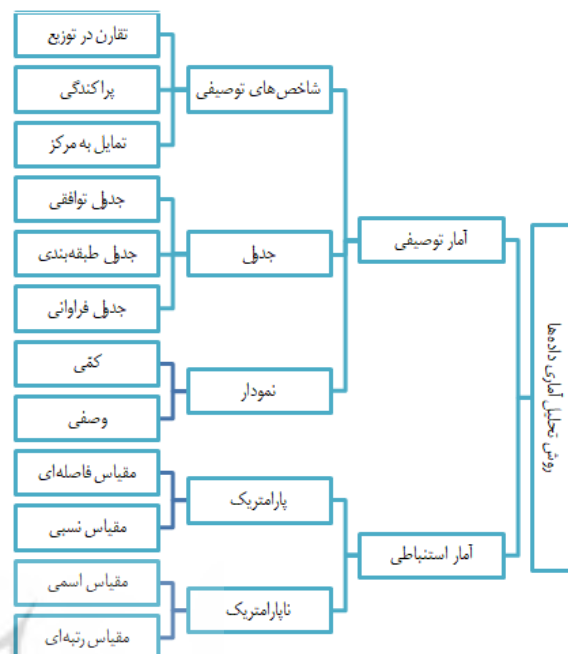 روش تحلیل آماری داده‌ها
آمار توصیفی
شاخص‌های توصیفی
تقارن در توزیع
پراکندگی
تمایل به مرکز
جدول
جدول توافقی
جدول طبقه‌بندی
جدول فراوانی
نمودار
کمّی
وصفی
آمار استنباطی
پارامتریک
مقیاس فاصله‌ای
مقیاس نسبی
ناپارامتریک
مقیاس اسمی
مقیاس رتبه‌ای